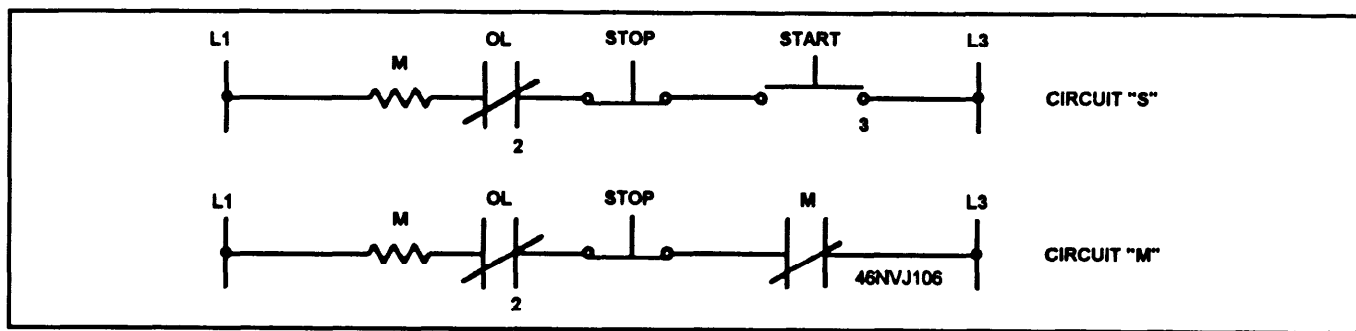 L1 OL STOP START L3
M
CIRCUIT "S"
2 3
L1 OL STOP M L3
M
CIRCUIT "M"
46NVJ106
2